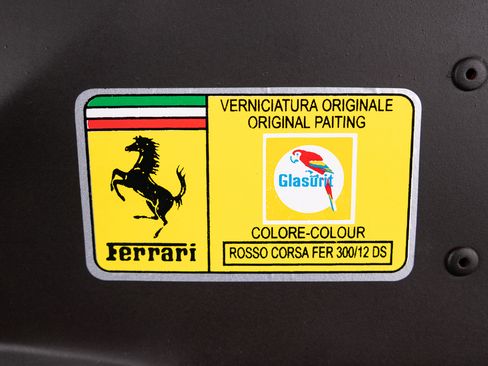 VERNICIATURA ORIGINALE
ORIGINAL PAITING
Glasurit
Ferrari
COLORE-COLOUR
ROSSO CORSA FER 300/12 DS